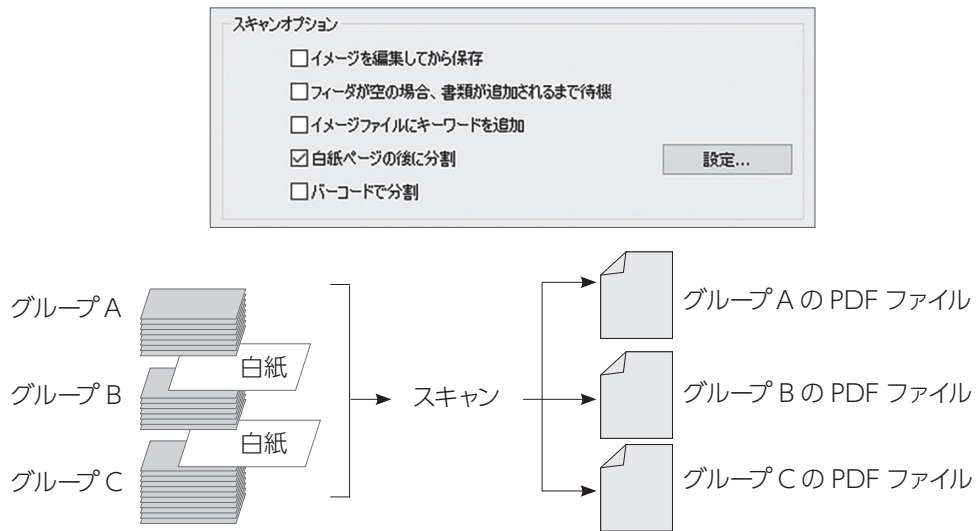 スキャンオプション
イメージを編集してから保存
フィーダが空の場合、書類が追加されるまで待機
イメージファイルにキーワードを追加
白紙ページの後に分割
設定...
バーコードで分割
グループ A
白紙
グループ B
白紙
グループ C
スキャン
グループ A の PDF ファイル
グループ B の PDF ファイル
グループ C の PDF ファイル